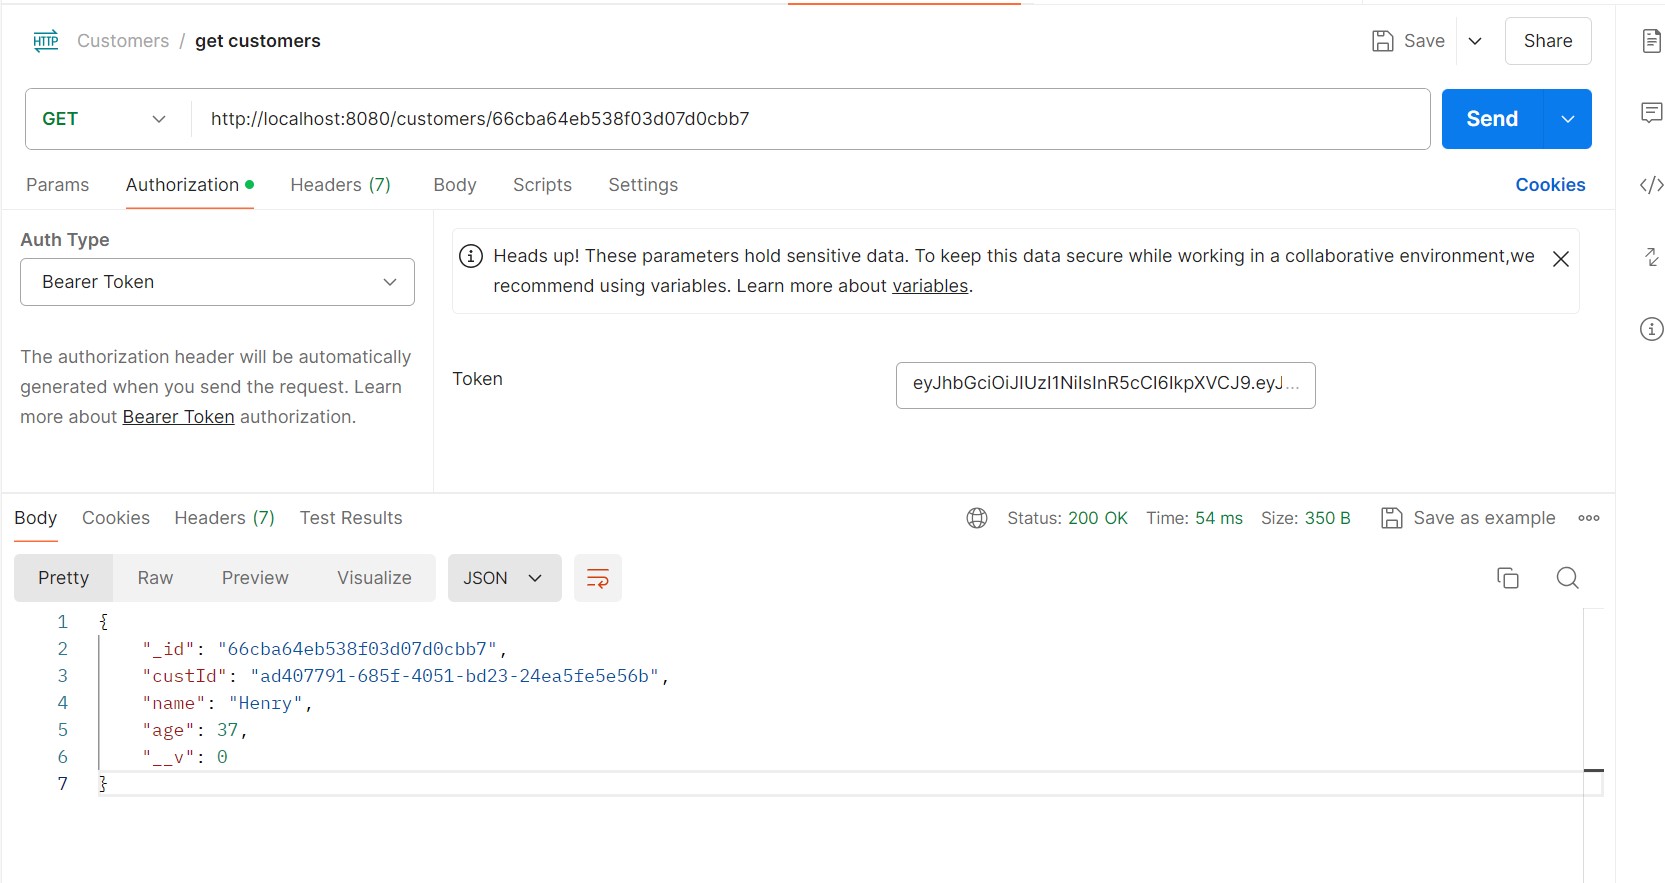 HTTP Customers / get customers Save Share
GET http://localhost:8080/customers/66cba64eb538f03d07d0cbb7 Send
Params Authorization Headers (7) Body Scripts Settings Cookies
Auth Type
Bearer Token
The authorization header will be automatically
generated when you send the request. Learn
more about Bearer Token authorization.
Heads up! These parameters hold sensitive data. To keep this data secure while working in a collaborative environment,we
recommend using variables. Learn more about variables.
Token eyJhbGciOiJIUzI1NiIsInR5cCI6IkpXVCJ9.eyJ...
Body Cookies Headers (7) Test Results Status: 200 OK Time: 54 ms Size: 350 B Save as example
Pretty Raw Preview Visualize JSON
1 {
2 "_id": "66cba64eb538f03d07d0cbb7",
3 "custId": "ad407791-685f-4051-bd23-24ea5fe5e56b",
4 "name": "Henry",
5 "age": 37,
6 "__v": 0
7 }